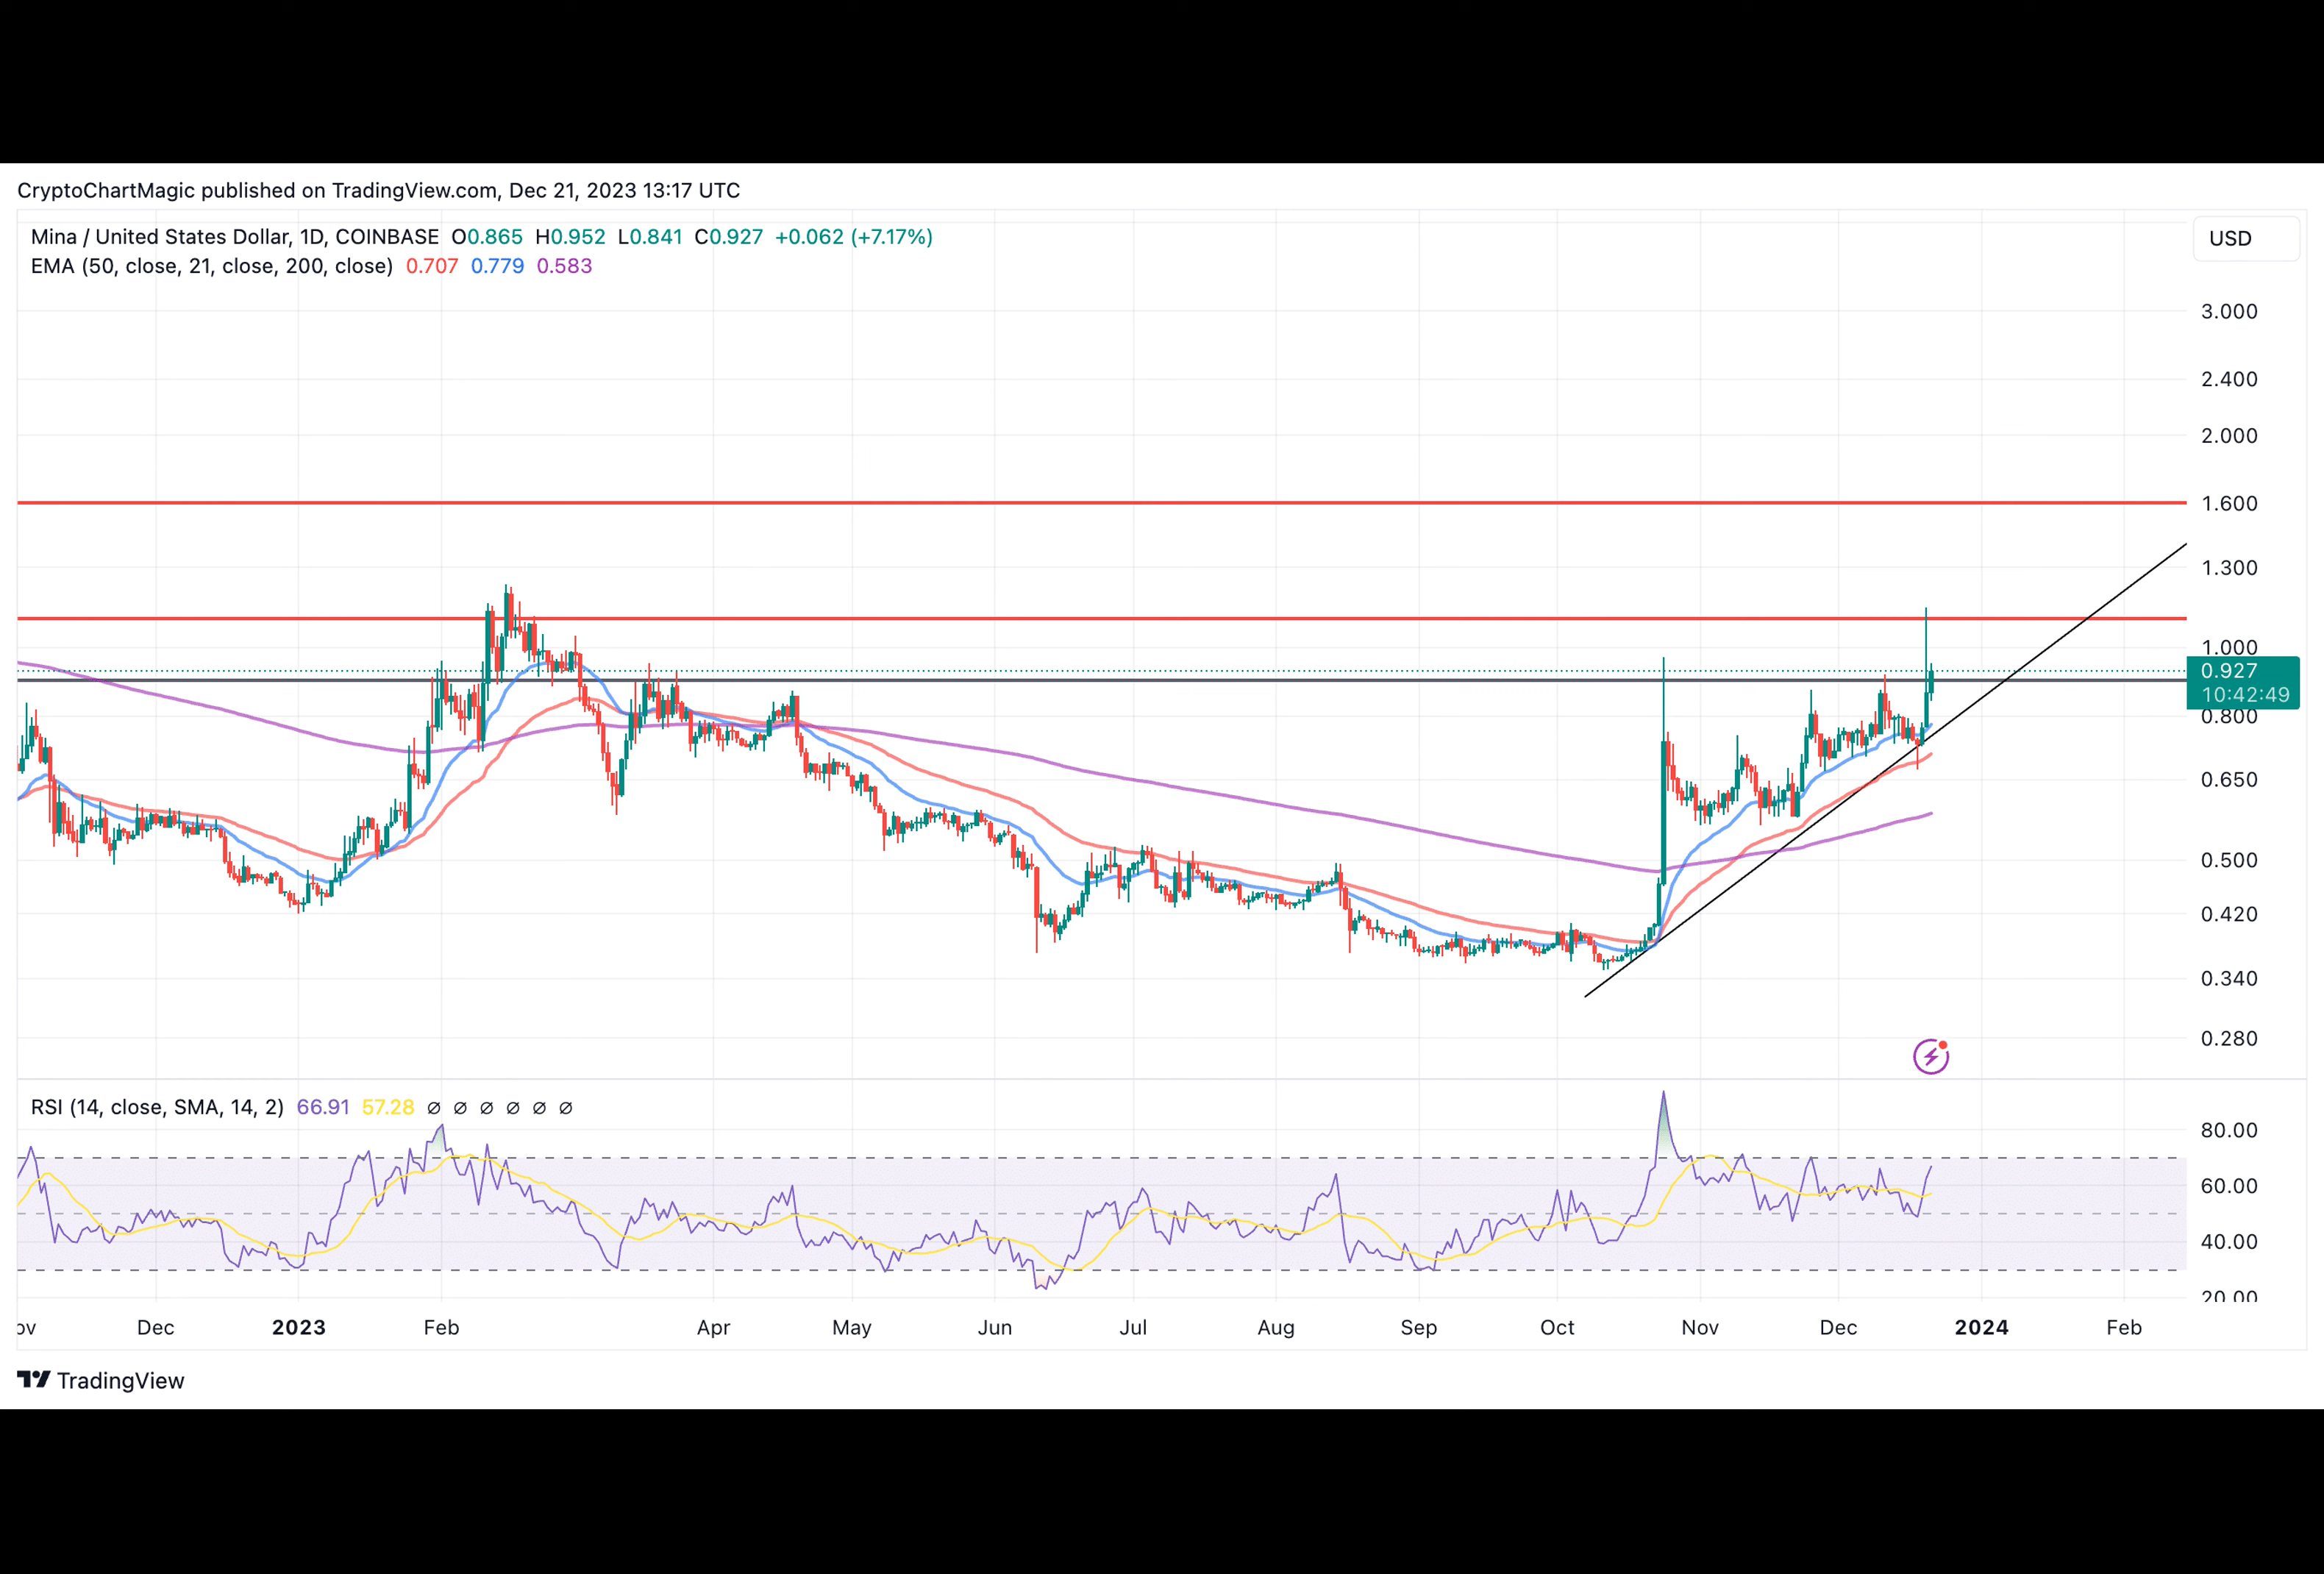 CryptoChartMagic published on TradingView.com, Dec 21, 2023 13:17 UTC
Mina / United States Dollar, 1D, COINBASE O0.865 H0.952 L0.841 C0.927 +0.062 (+7.17%)
USD
EMA (50, close, 21, close, 200, close) 0.707 0.779 0.583
3.000
2.400
2.000
1.600
1.300
1.000
0.927
10:42:49
0.800
0.650
0.500
0.420
0.340
0.280
RSI (14, close, SMA, 14, 2) 66.91 57.28 ∅ ∅ ∅ ∅ ∅ ∅
80.00
60.00
40.00
20.00
ov Dec 2023 Feb Apr May Jun Jul Aug Sep Oct Nov Dec 2024 Feb
TradingView